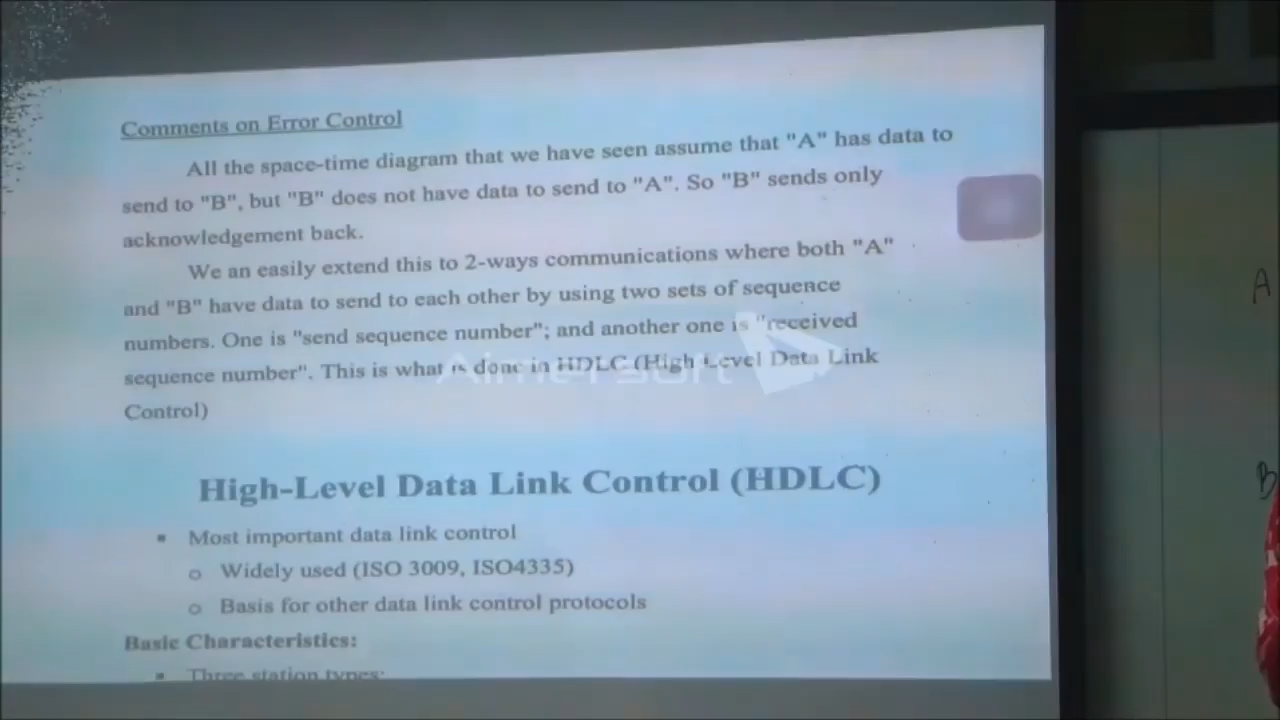 Comments on Error Control
All the space-time diagram that we have seen assume that "A" has data to
send to "B", but "B" does not have data to send to "A". So "B" sends only
acknowledgement back.
We an easily extend this to 2-ways communications where both "A"
and "B" have data to send to each other by using two sets of sequence
numbers. One is "send sequence number"; and another one is "received
sequence number". This is what is done in HDLC (High Level Data Link
Control)
Aimersoft
High-Level Data Link Control (HDLC)
▪ Most important data link control
o Widely used (ISO 3009, ISO4335)
o Basis for other data link control protocols
Basic Characteristics:
▪ Three station types:
A
B